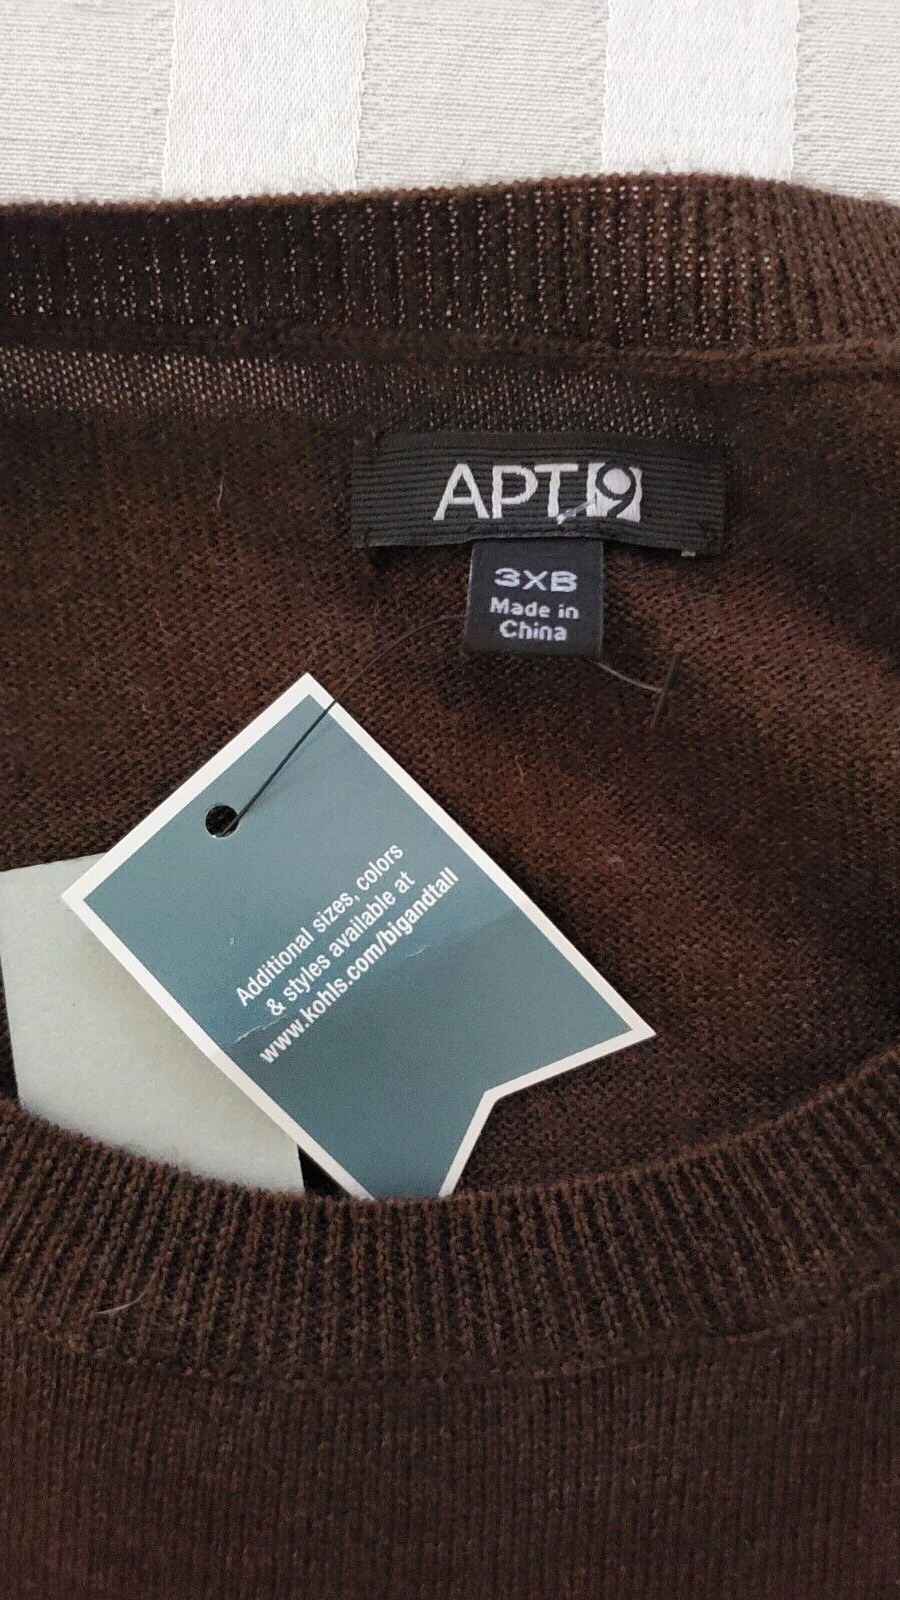 APT.9
3XB
Made in
China
Additional sizes, colors
& styles available at
www.kohls.com/bigandtall